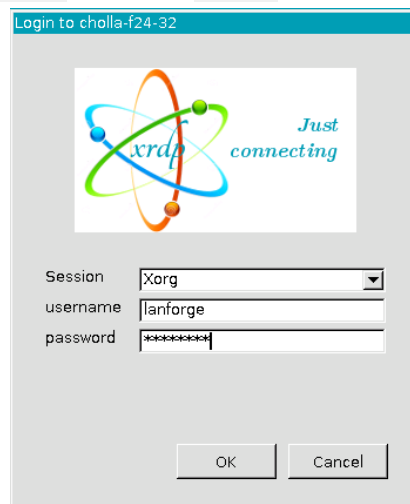 Login to cholla-f24-32
Just
xrdp connecting
Session Xorg
username lanforge
password ********
OK Cancel